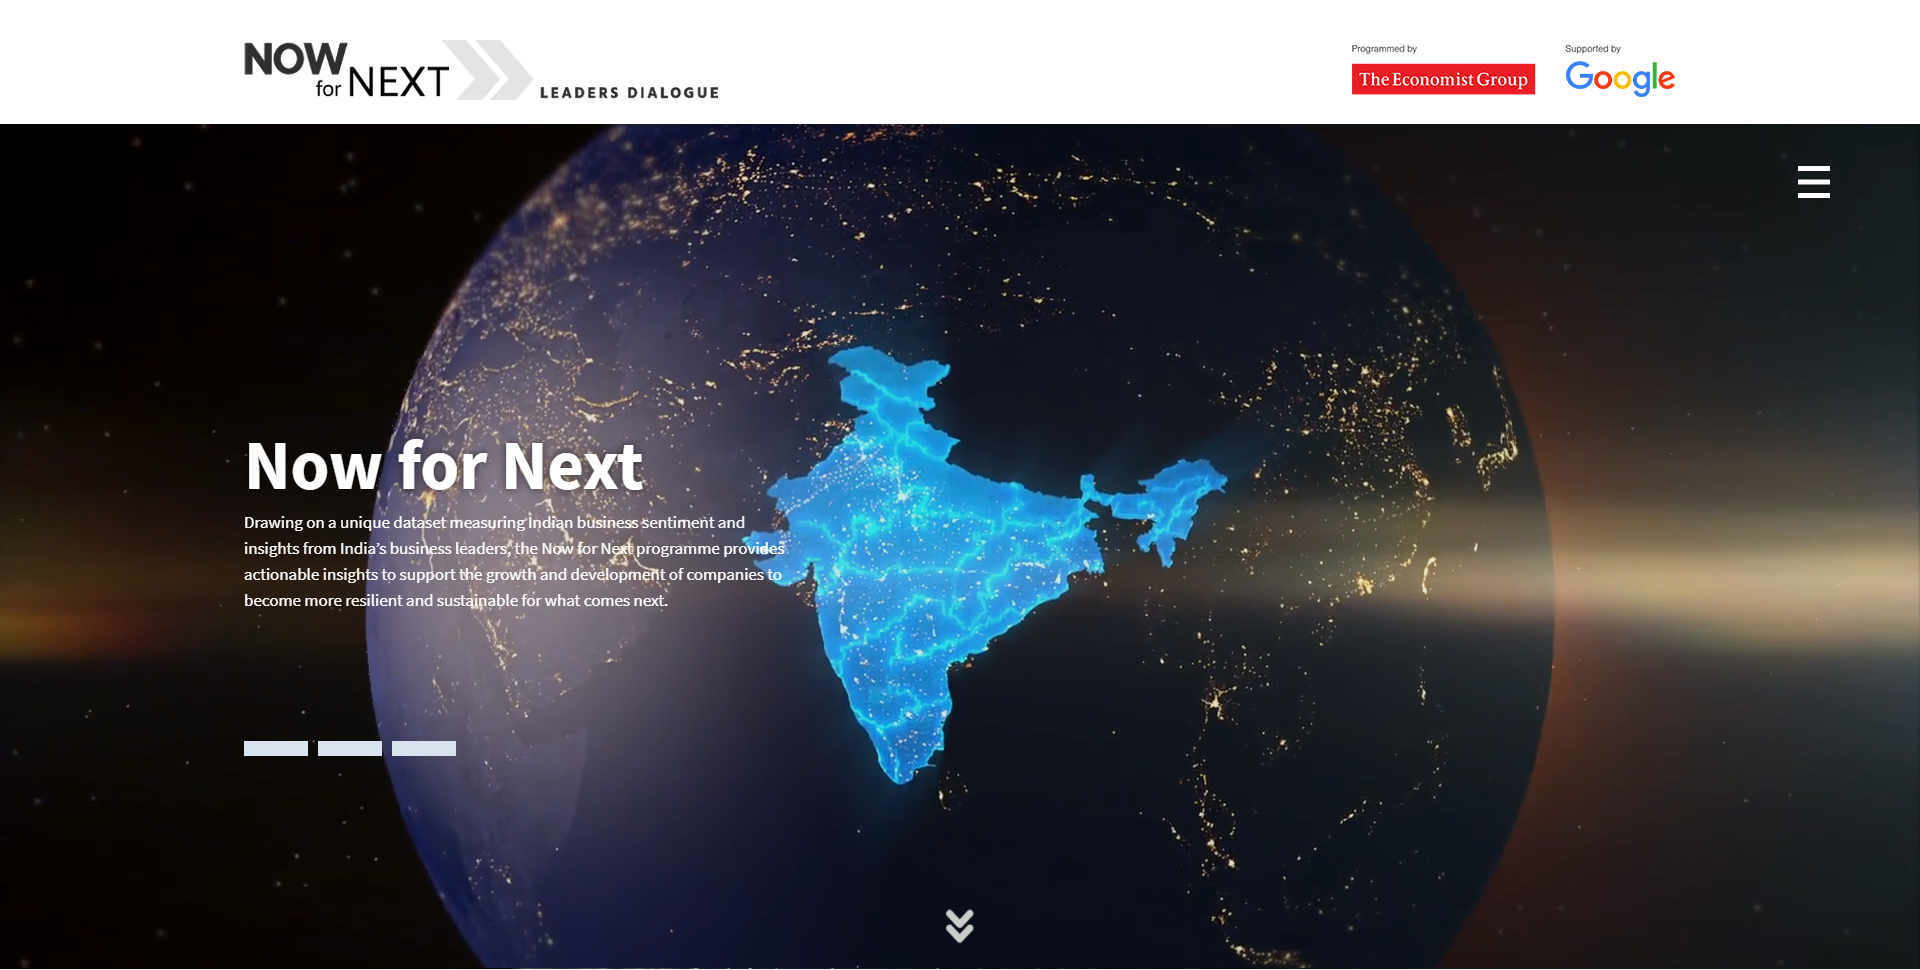 NOW
for NEXT
LEADERS DIALOGUE
Programmed by
The Economist Group
Supported by
Google
Now for Next
Drawing on a unique dataset measuring Indian business sentiment and
insights from India’s business leaders, the Now for Next programme provides
actionable insights to support the growth and development of companies to
become more resilient and sustainable for what comes next.